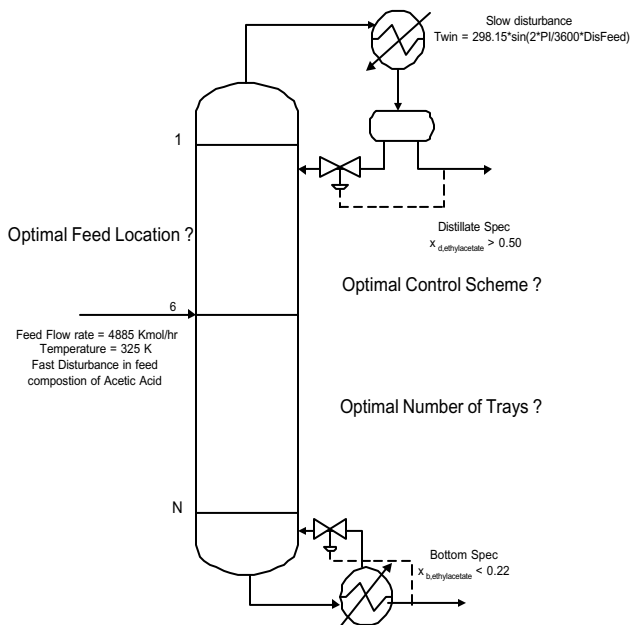 Slow disturbance
Twin = 298.15*sin(2*PI/3600*DisFeed)
1
Distillate Spec
x d,ethylacetate > 0.50
Optimal Feed Location ?
Optimal Control Scheme ?
6
Feed Flow rate = 4885 Kmol/hr
Temperature = 325 K
Fast Disturbance in feed
compostion of Acetic Acid
Optimal Number of Trays ?
N
Bottom Spec
x b,ethylacetate < 0.22